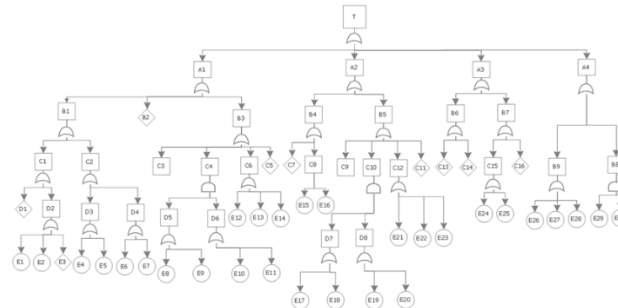 T
A1 A2 A3 A4
B1 B2 B3 B4 B5 B6 B7
C1 C2 C3 C4 C6 C5 C7 C8 C9 C10 C12 C11 C13 C14 C15 C16 B9 B8
D1 D2 D3 D4 D5 D6 E12 E13 E14 E15 E16 E24 E25 E26 E27 E28 E29
E1 E2 E3 E4 E5 E6 E7 E8 E9 E10 E11 D7 D8 E21 E22 E23
E17 E18 E19 E20